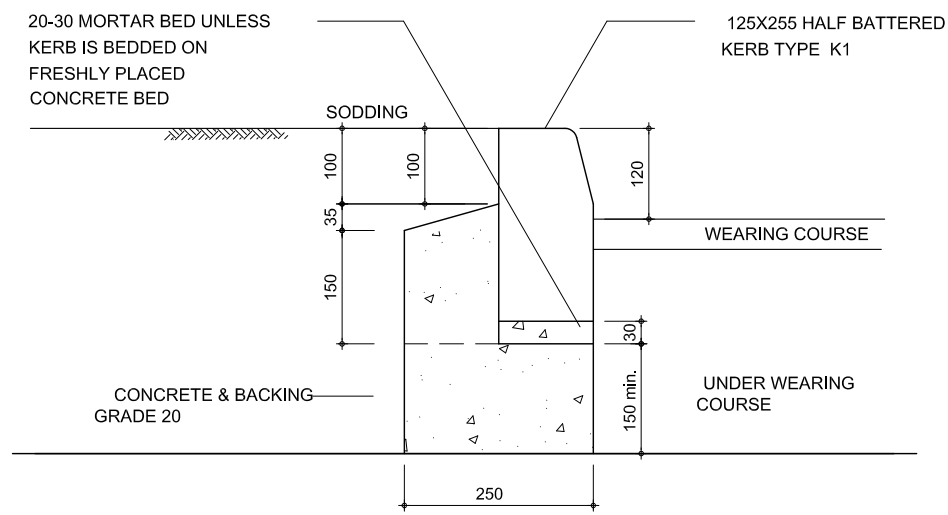 20-30 MORTAR BED UNLESS
KERB IS BEDDED ON
FRESHLY PLACED
CONCRETE BED
125X255 HALF BATTERED
KERB TYPE K1
SODDING
100
100
120
35
WEARING COURSE
150
30
150 min.
UNDER WEARING
COURSE
CONCRETE & BACKING
GRADE 20
250